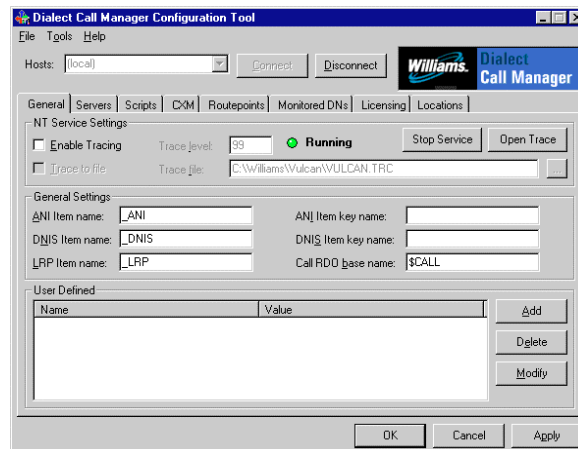 Dialect Call Manager Configuration Tool
File Tools Help
Hosts: (local) Connect Disconnect Williams. Dialect Call Manager
General Servers Scripts CXM Routepoints Monitored DNs Licensing Locations
NT Service Settings
Enable Tracing Trace level: 99 Running Stop Service Open Trace
Trace to file Trace file: C:\Williams\Vulcan\VULCAN.TRC ...
General Settings
ANI Item name: _ANI ANI Item key name:
DNIS Item name: _DNIS DNIS Item key name:
LRP Item name: _LRP Call RDO base name: $CALL
User Defined
Name Value Add
Delete
Modify
OK Cancel Apply